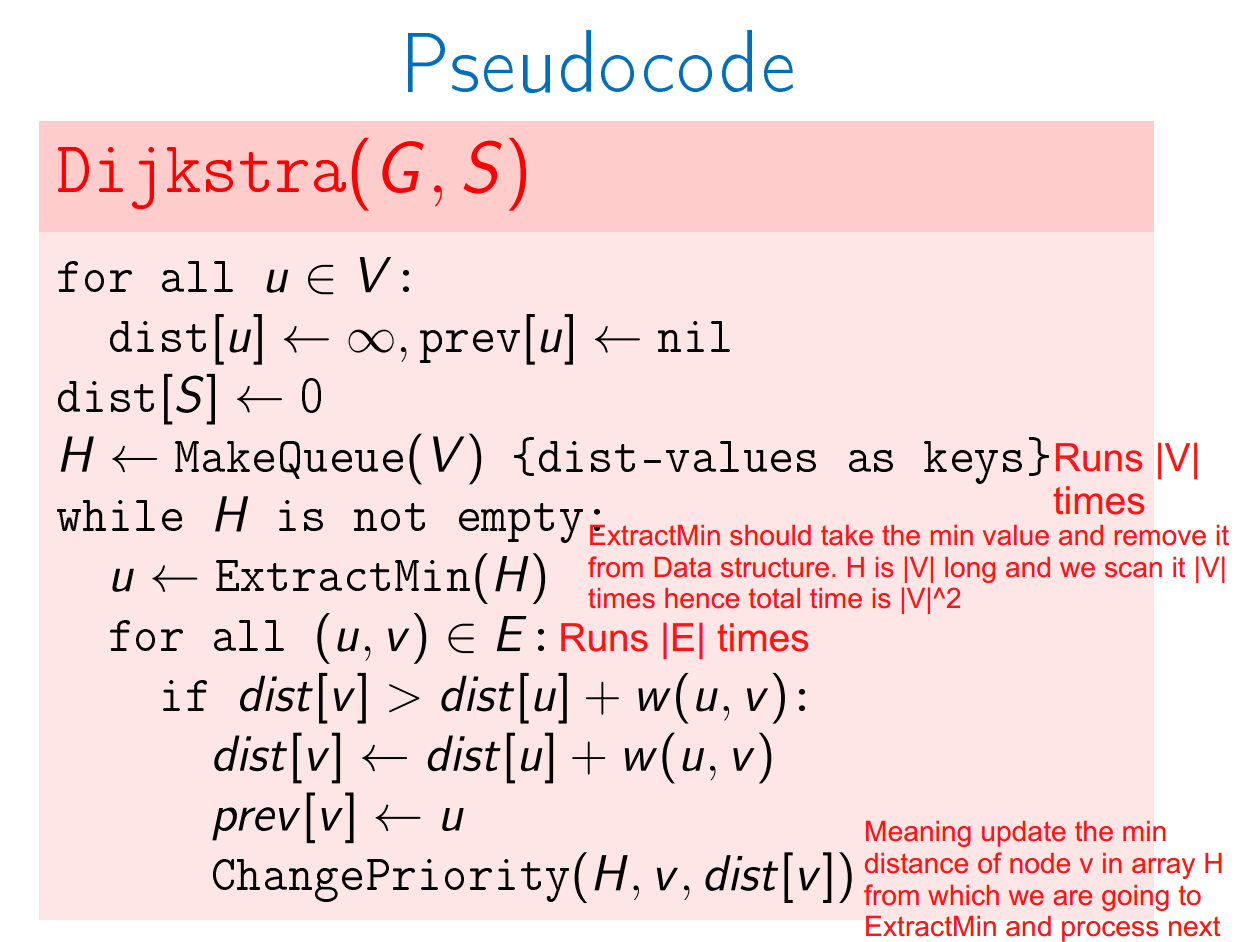 Pseudocode
Dijkstra(G, S)
for all u ∈ V:
dist[u] ← ∞, prev[u] ← nil
dist[S] ← 0
H ← MakeQueue(V) {dist-values as keys} Runs |V|
times
while H is not empty:
ExtractMin should take the min value and remove it
from Data structure. H is |V| long and we scan it |V|
times hence total time is |V|^2
u ← ExtractMin(H)
for all (u, v) ∈ E: Runs |E| times
if dist[v] > dist[u] + w(u, v):
dist[v] ← dist[u] + w(u, v)
prev[v] ← u
ChangePriority(H, v, dist[v])
Meaning update the min
distance of node v in array H
from which we are going to
ExtractMin and process next